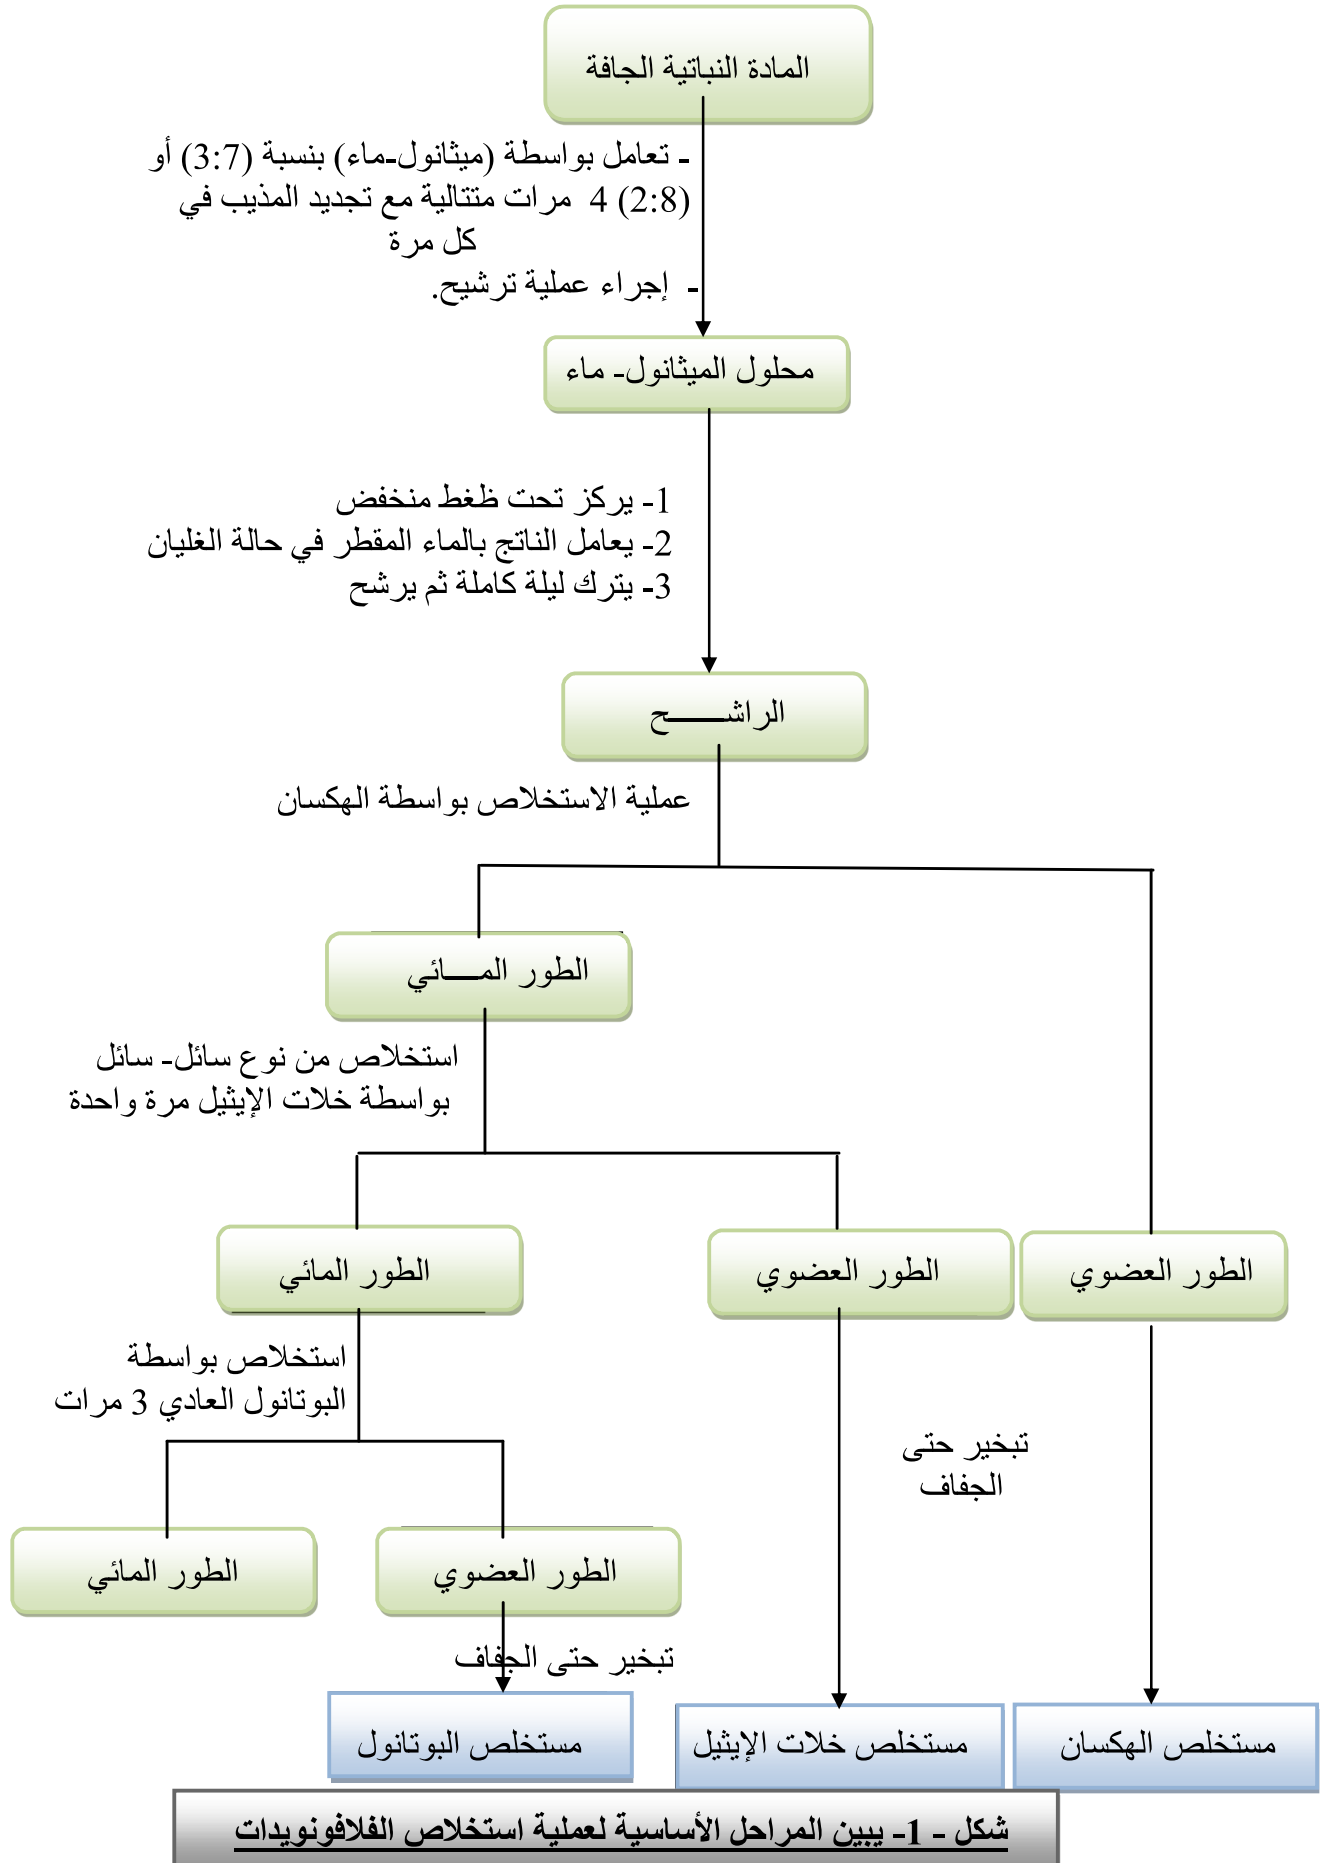 المادة النباتية الجافة
- تعامل بواسطة (ميثانول-ماء) بنسبة (3:7) أو
(2:8) 4 مرات متتالية مع تجديد المذيب في
كل مرة
- إجراء عملية ترشيح.
محلول الميثانول- ماء
1- يركز تحت ظغط منخفض
2- يعامل الناتج بالماء المقطر في حالة الغليان
3- يترك ليلة كاملة ثم يرشح
الراشــــــح
عملية الاستخلاص بواسطة الهكسان
الطور المــــائي
استخلاص من نوع سائل- سائل
بواسطة خلات الإيثيل مرة واحدة
الطور العضوي
الطور العضوي
الطور المائي
استخلاص بواسطة
البوتانول العادي 3 مرات
تبخير حتى
الجفاف
الطور العضوي
الطور المائي
تبخير حتى الجفاف
مستخلص الهكسان
مستخلص خلات الإيثيل
مستخلص البوتانول
شكل - 1- يبين المراحل الأساسية لعملية استخلاص الفلافونويدات